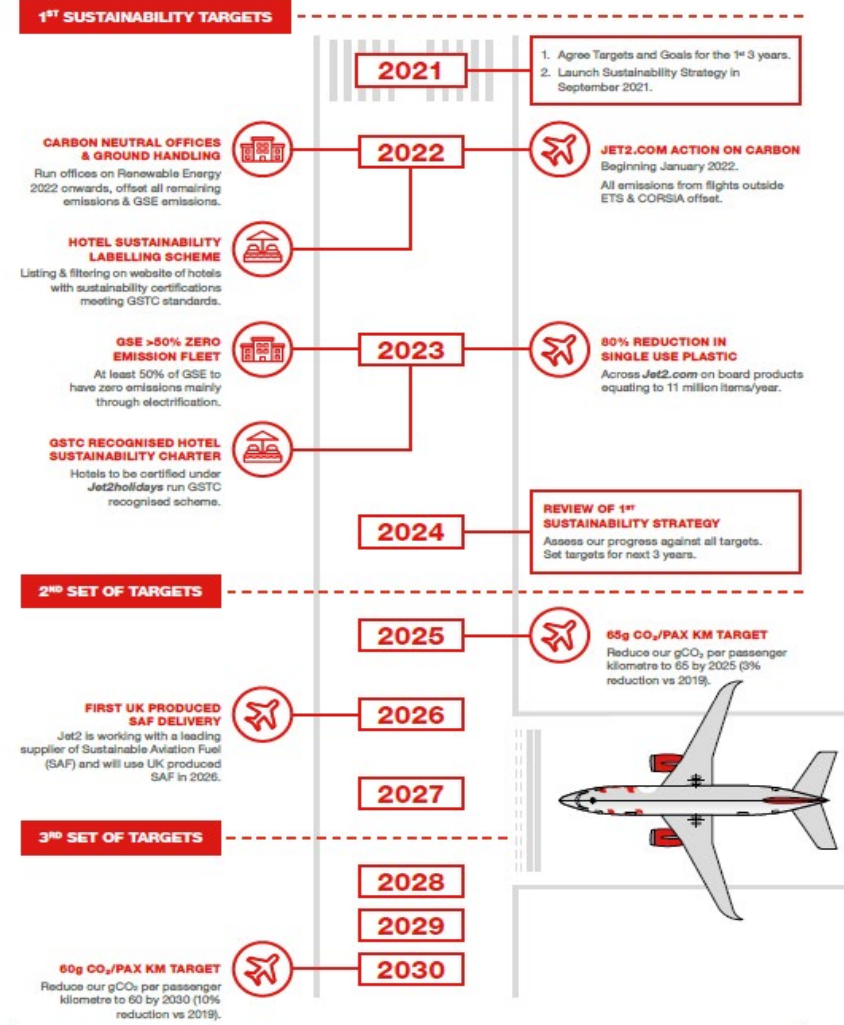 1ST SUSTAINABILITY TARGETS
2021
1. Agree Targets and Goals for the 1st 3 years.
2. Launch Sustainability Strategy in
September 2021.
CARBON NEUTRAL OFFICES
& GROUND HANDLING
Run offices on Renewable Energy
2022 onwards, offset all remaining
emissions & GSE emissions.
2022
JET2.COM ACTION ON CARBON
Beginning January 2022.
All emissions from flights outside
ETS & CORSIA offset.
HOTEL SUSTAINABILITY
LABELLING SCHEME
Listing & filtering on website of hotels
with sustainability certifications
meeting GSTC standards.
GSE >50% ZERO
EMISSION FLEET
At least 50% of GSE to
have zero emissions mainly
through electrification.
2023
80% REDUCTION IN
SINGLE USE PLASTIC
Across Jet2.com on board products
equating to 11 million items/year.
GSTC RECOGNISED HOTEL
SUSTAINABILITY CHARTER
Hotels to be certified under
Jet2holidays run GSTC
recognised scheme.
2024
REVIEW OF 1ST
SUSTAINABILITY STRATEGY
Assess our progress against all targets.
Set targets for next 3 years.
2ND SET OF TARGETS
2025
65g CO₂/PAX KM TARGET
Reduce our gCO₂ per passenger
kilometre to 65 by 2025 (3%
reduction vs 2019).
FIRST UK PRODUCED
SAF DELIVERY
Jet2 is working with a leading
supplier of Sustainable Aviation Fuel
(SAF) and will use UK produced
SAF in 2026.
2026
2027
3RD SET OF TARGETS
2028
2029
2030
60g CO₂/PAX KM TARGET
Reduce our gCO₂ per passenger
kilometre to 60 by 2030 (10%
reduction vs 2019).